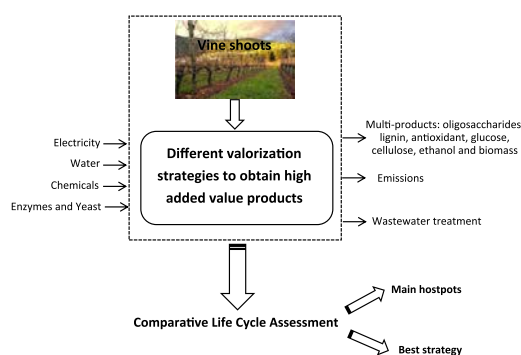 Vine shoots
Different valorization
strategies to obtain high
added value products
Electricity
Water
Chemicals
Enzymes and Yeast
Multi-products: oligosaccharides
lignin, antioxidant, glucose,
cellulose, ethanol and biomass
Emissions
Wastewater treatment
Comparative Life Cycle Assessment
Main hostpots
Best strategy